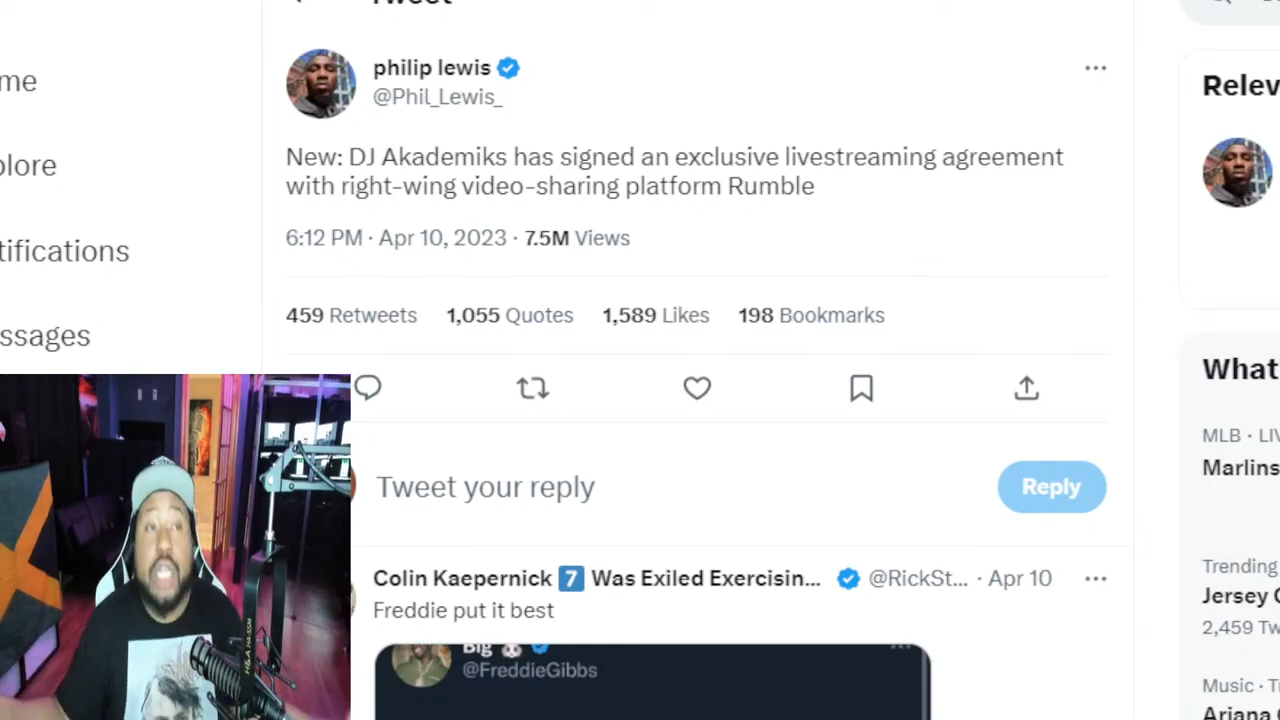 Tweet
philip lewis
@Phil_Lewis_
New: DJ Akademiks has signed an exclusive livestreaming agreement
with right-wing video-sharing platform Rumble
6:12 PM · Apr 10, 2023 · 7.5M Views
459 Retweets 1,055 Quotes 1,589 Likes 198 Bookmarks
Tweet your reply
Reply
Colin Kaepernick 7 Was Exiled Exercisin... @RickSt... · Apr 10
Freddie put it best
Big
@FreddieGibbs
me
plore
tifications
ssages
Relev
What
MLB · LIV
Marlins
Trending
Jersey C
2,459 Tw
Music · Tr
Ariana